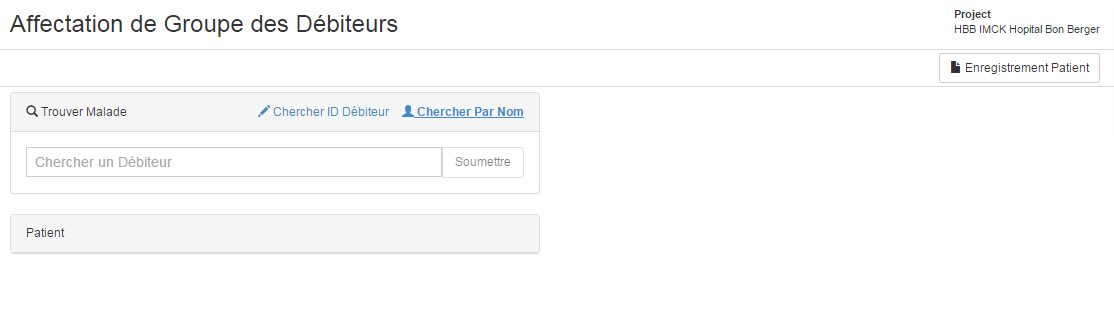 Affectation de Groupe des Débiteurs
Project
HBB IMCK Hopital Bon Berger
Enregistrement Patient
Trouver Malade
Chercher ID Débiteur
Chercher Par Nom
Chercher un Débiteur
Soumettre
Patient